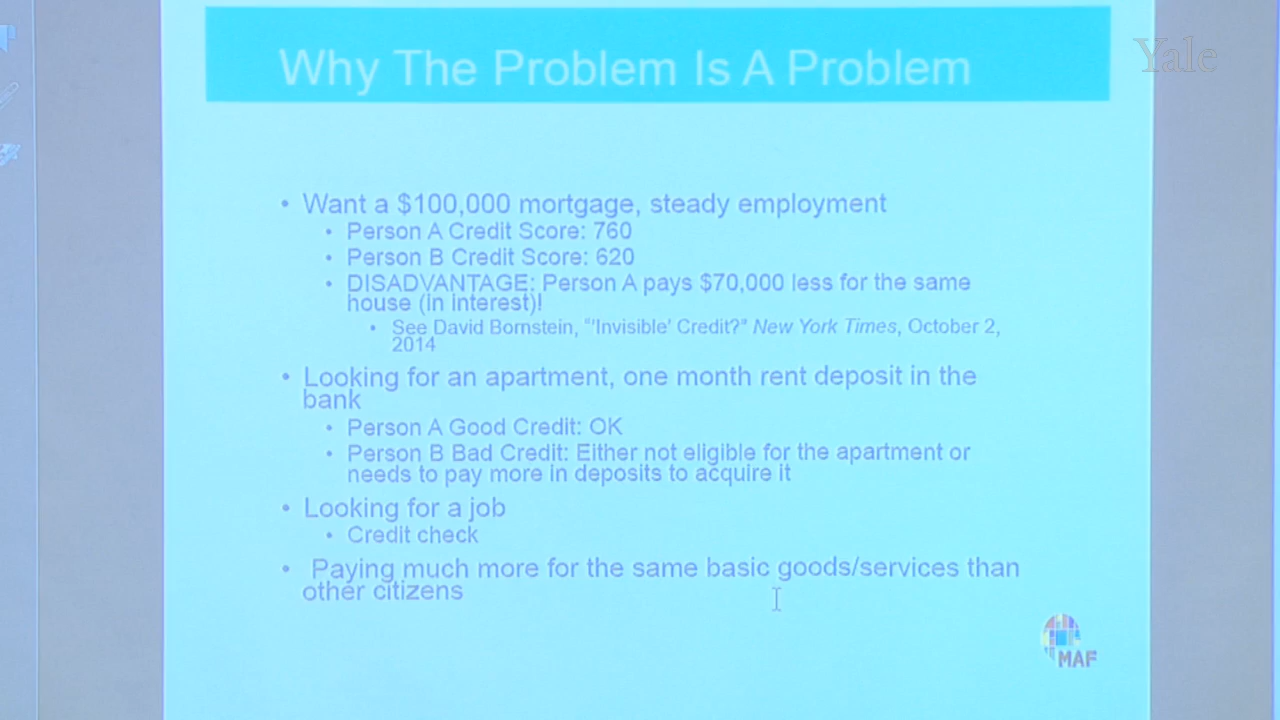 Why The Problem Is A Problem
Yale
• Want a $100,000 mortgage, steady employment
• Person A Credit Score: 760
• Person B Credit Score: 620
• DISADVANTAGE: Person A pays $70,000 less for the same
house (in interest)!
• See David Bornstein, "'Invisible' Credit?" New York Times, October 2,
2014
• Looking for an apartment, one month rent deposit in the
bank
• Person A Good Credit: OK
• Person B Bad Credit: Either not eligible for the apartment or
needs to pay more in deposits to acquire it
• Looking for a job
• Credit check
• Paying much more for the same basic goods/services than
other citizens
MAF